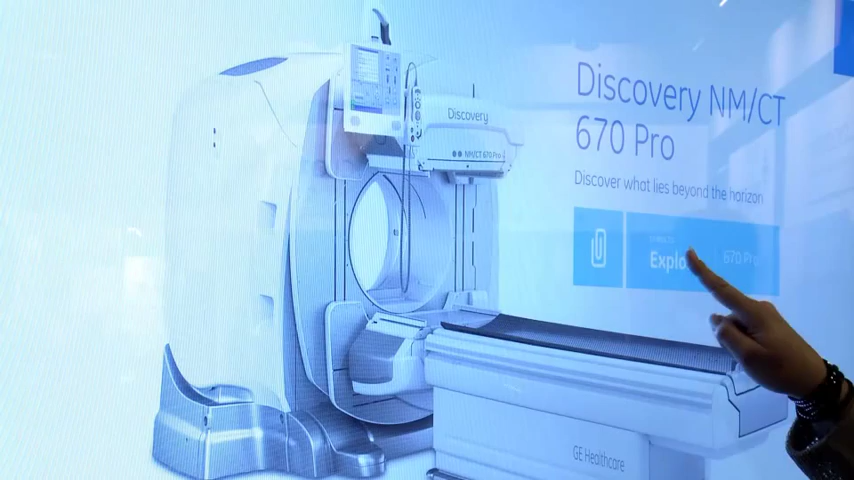 Discovery NM/CT
670 Pro
Discover what lies beyond the horizon
670 Pro
Discovery
NM/CT 670 Pro
GE Healthcare